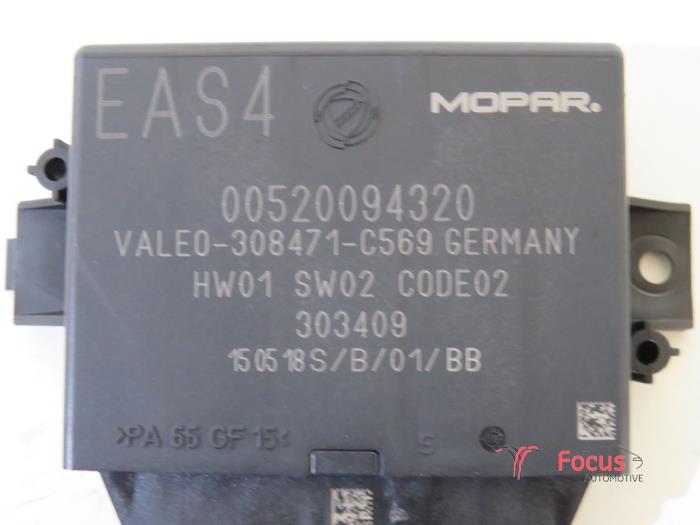 EAS4
MOPAR.
00520094320
VALEO-308471-C569 GERMANY
HW01 SW02 CODE02
303409
150518S/B/01/BB
>PA 66 GF 15<
S
Focus
AUTOMOTIVE